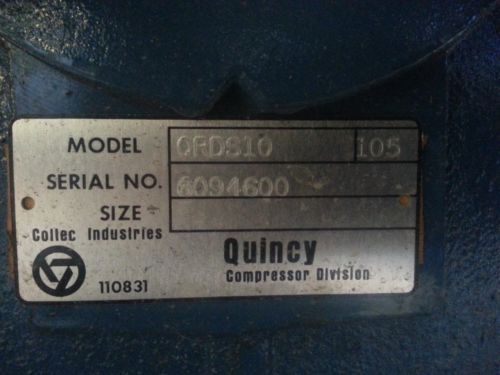 MODEL QRDS10 105
SERIAL NO. 6094600
SIZE
Coltec Industries
Quincy
Compressor Division
110831